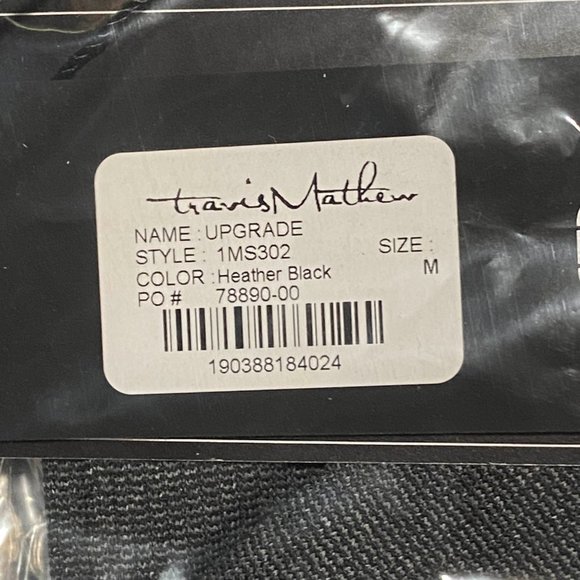 travisMathew
NAME : UPGRADE
STYLE : 1MS302 SIZE :
COLOR : Heather Black M
PO # 78890-00
190388184024